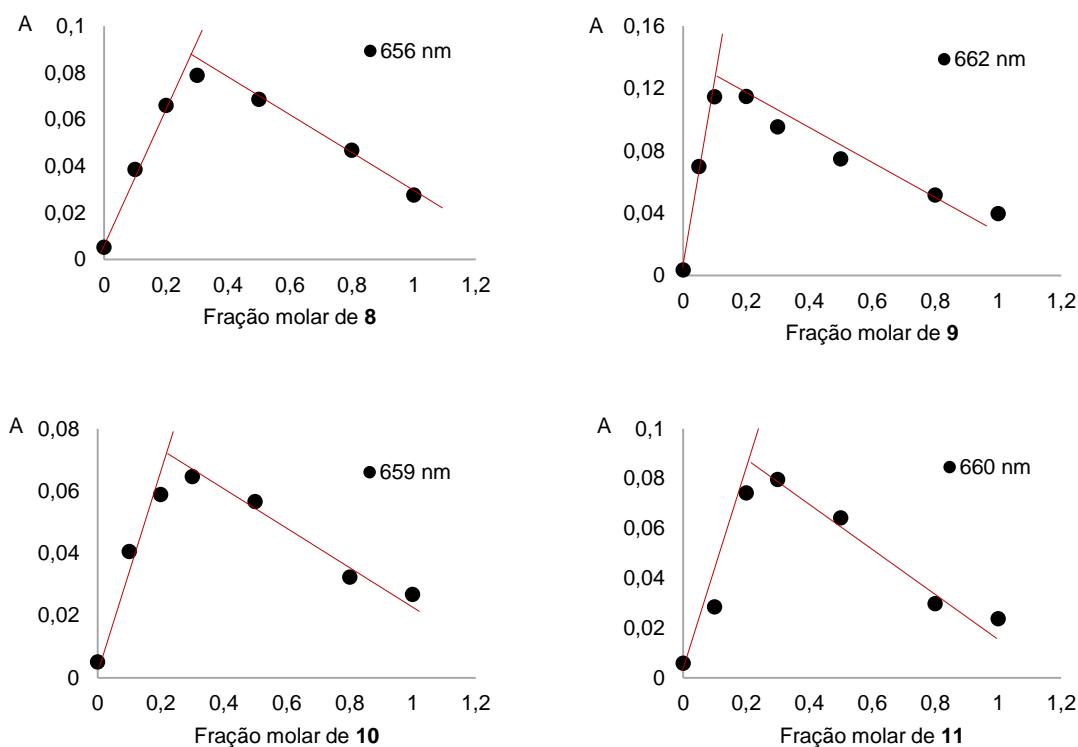 A
0,1
0,08
0,06
0,04
0,02
0
656 nm
0 0,2 0,4 0,6 0,8 1 1,2
Fração molar de 8
A
0,16
0,12
0,08
0,04
0
662 nm
0 0,2 0,4 0,6 0,8 1 1,2
Fração molar de 9
A
0,08
0,06
0,04
0,02
0
659 nm
0 0,2 0,4 0,6 0,8 1 1,2
Fração molar de 10
A
0,1
0,08
0,06
0,04
0,02
0
660 nm
0 0,2 0,4 0,6 0,8 1 1,2
Fração molar de 11